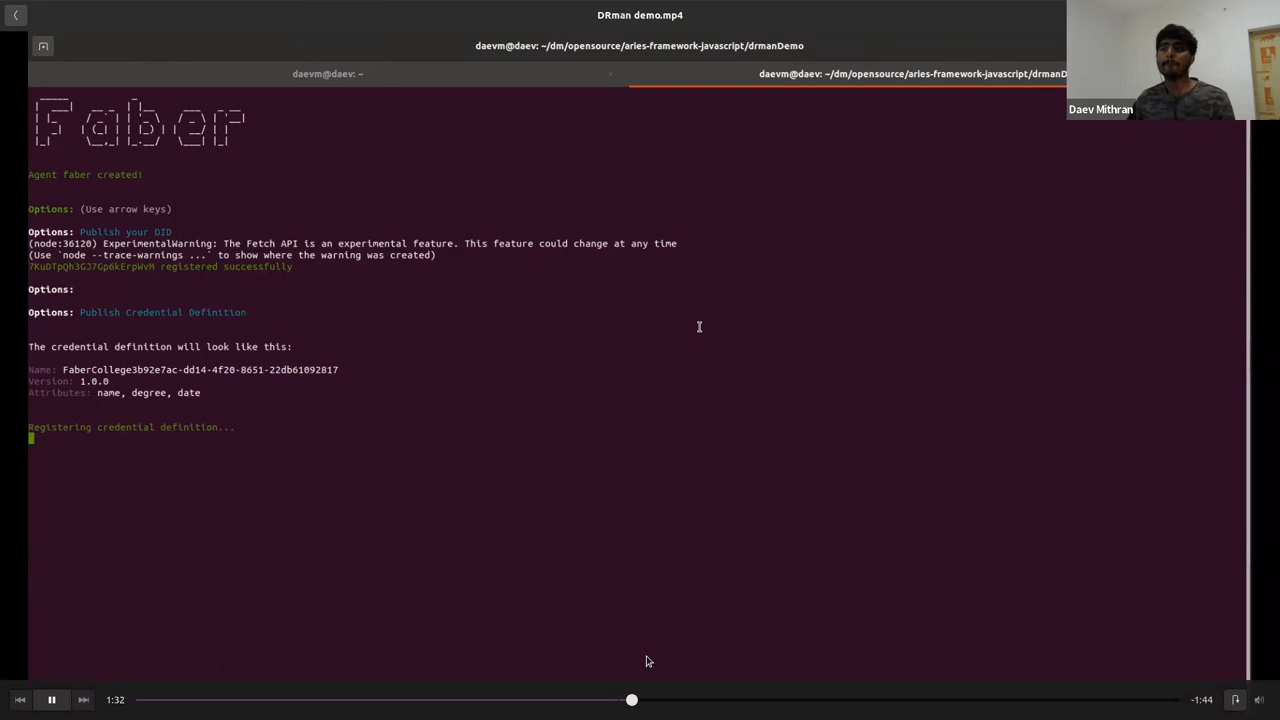 DRman demo.mp4
daevm@daev: ~/dm/opensource/aries-framework-javascript/drmanDemo
daevm@daev: ~
daevm@daev: ~/dm/opensource/aries-framework-javascript/drmanD
Daev Mithran
Faber
Agent faber created!
Options: (Use arrow keys)
Options: Publish your DID
(node:36120) ExperimentalWarning: The Fetch API is an experimental feature. This feature could change at any time
(Use `node --trace-warnings ...` to show where the warning was created)
7KuDTpQh3GJ7Gp6kErpWvM registered successfully
Options:
Options: Publish Credential Definition
The credential definition will look like this:
Name: FaberCollege3b92e7ac-dd14-4f20-8651-22db61092817
Version: 1.0.0
Attributes: name, degree, date
Registering credential definition...
1:32
-1:44